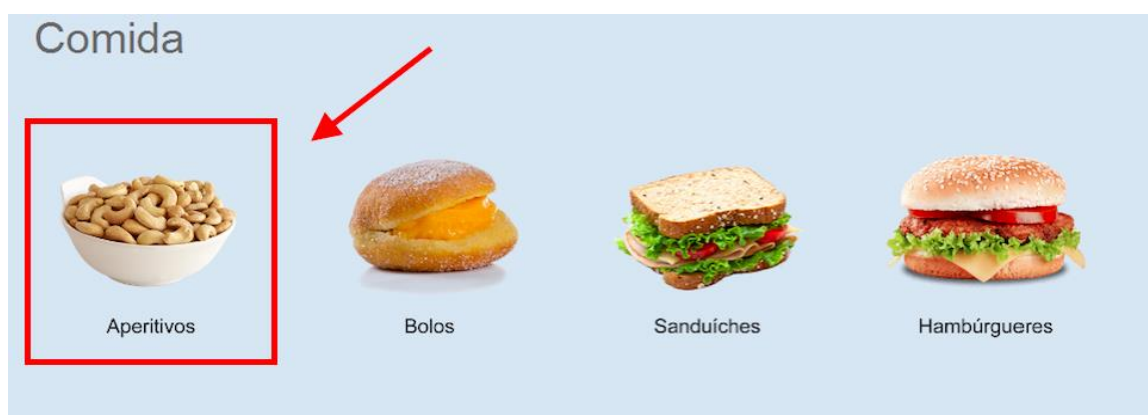 Comida
Aperitivos
Bolos
Sanduíches
Hambúrgueres